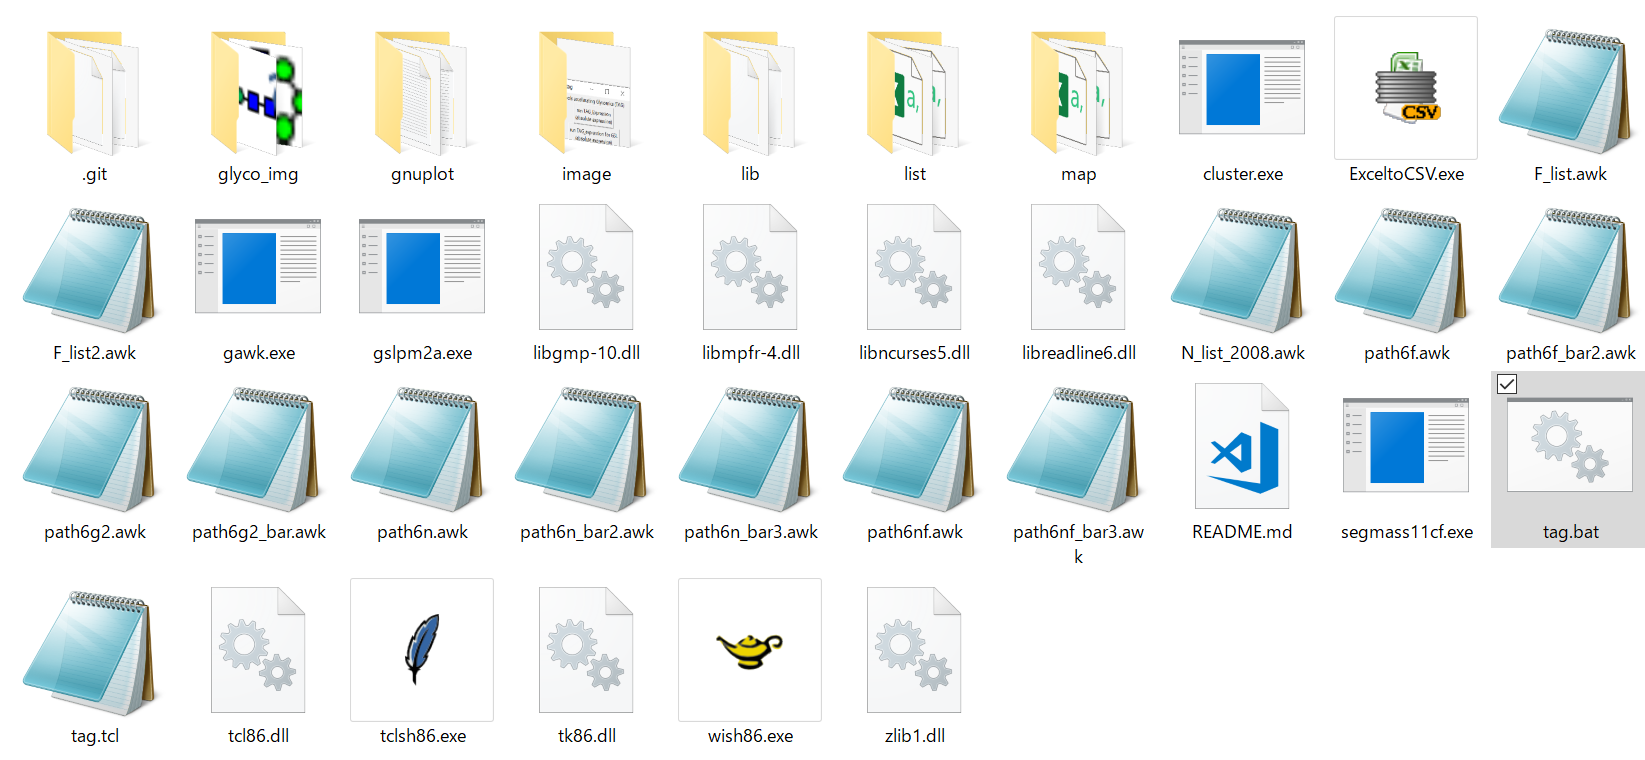 .git
glyco_img
gnuplot
image
lib
list
map
cluster.exe
CSV
ExceltoCSV.exe
F_list.awk
F_list2.awk
gawk.exe
gslpm2a.exe
libgmp-10.dll
libmpfr-4.dll
libncurses5.dll
libreadline6.dll
N_list_2008.awk
path6f.awk
path6f_bar2.awk
path6g2.awk
path6g2_bar.awk
path6n.awk
path6n_bar2.awk
path6n_bar3.awk
path6nf.awk
path6nf_bar3.aw
k
README.md
segmass11cf.exe
tag.bat
tag.tcl
tcl86.dll
tclsh86.exe
tk86.dll
wish86.exe
zlib1.dll